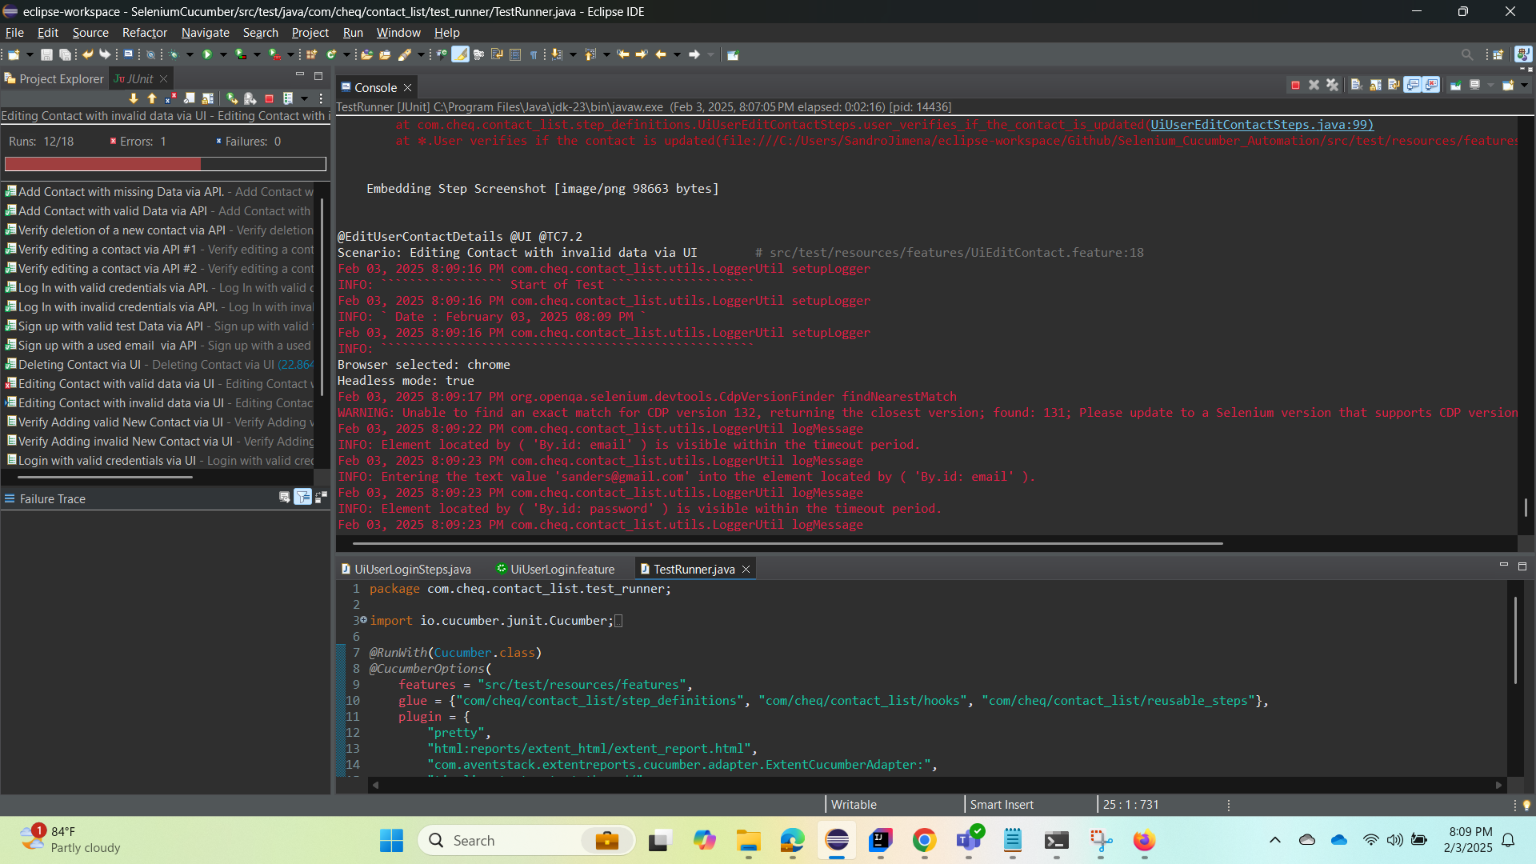 eclipse-workspace - SeleniumCucumber/src/test/java/com/cheq/contact_list/test_runner/TestRunner.java - Eclipse IDE
File Edit Source Refactor Navigate Search Project Run Window Help
Project Explorer JUnit
Editing Contact with invalid data via UI - Editing Contact with i
Runs: 12/18 Errors: 1 Failures: 0
Add Contact with missing Data via API. - Add Contact w
Add Contact with valid Data via API - Add Contact with
Verify deletion of a new contact via API - Verify deletion
Verify editing a contact via API #1 - Verify editing a cont
Verify editing a contact via API #2 - Verify editing a cont
Log In with valid credentials via API. - Log In with valid c
Log In with invalid credentials via API. - Log In with inva
Sign up with valid test Data via API - Sign up with valid
Sign up with a used email via API - Sign up with a used
Deleting Contact via UI - Deleting Contact via UI (22.864
Editing Contact with valid data via UI - Editing Contact
Editing Contact with invalid data via UI - Editing Contac
Verify Adding valid New Contact via UI - Verify Adding v
Verify Adding invalid New Contact via UI - Verify Adding
Login with valid credentials via UI - Login with valid cre
Failure Trace
Console
TestRunner [JUnit] C:\Program Files\Java\jdk-23\bin\javaw.exe (Feb 3, 2025, 8:07:05 PM elapsed: 0:02:16) [pid: 14436]
at com.cheq.contact_list.step_definitions.UiUserEditContactSteps.user_verifies_if_the_contact_is_updated(UiUserEditContactSteps.java:99)
at ✽.User verifies if the contact is updated(file:///C:/Users/SandroJimena/eclipse-workspace/Github/Selenium_Cucumber_Automation/src/test/resources/features
Embedding Step Screenshot [image/png 98663 bytes]
@EditUserContactDetails @UI @TC7.2
Scenario: Editing Contact with invalid data via UI # src/test/resources/features/UiEditContact.feature:18
Feb 03, 2025 8:09:16 PM com.cheq.contact_list.utils.LoggerUtil setupLogger
INFO: ````````````````` Start of Test ````````````````````
Feb 03, 2025 8:09:16 PM com.cheq.contact_list.utils.LoggerUtil setupLogger
INFO: ` Date : February 03, 2025 08:09 PM `
Feb 03, 2025 8:09:16 PM com.cheq.contact_list.utils.LoggerUtil setupLogger
INFO: ````````````````````````````````````````````````````
Browser selected: chrome
Headless mode: true
Feb 03, 2025 8:09:17 PM org.openqa.selenium.devtools.CdpVersionFinder findNearestMatch
WARNING: Unable to find an exact match for CDP version 132, returning the closest version; found: 131; Please update to a Selenium version that supports CDP version
Feb 03, 2025 8:09:22 PM com.cheq.contact_list.utils.LoggerUtil logMessage
INFO: Element located by ( 'By.id: email' ) is visible within the timeout period.
Feb 03, 2025 8:09:23 PM com.cheq.contact_list.utils.LoggerUtil logMessage
INFO: Entering the text value 'sanders@gmail.com' into the element located by ( 'By.id: email' ).
Feb 03, 2025 8:09:23 PM com.cheq.contact_list.utils.LoggerUtil logMessage
INFO: Element located by ( 'By.id: password' ) is visible within the timeout period.
Feb 03, 2025 8:09:23 PM com.cheq.contact_list.utils.LoggerUtil logMessage
UiUserLoginSteps.java UiUserLogin.feature TestRunner.java
1 package com.cheq.contact_list.test_runner;
2
3 import io.cucumber.junit.Cucumber;
6
7 @RunWith(Cucumber.class)
8 @CucumberOptions(
9 features = "src/test/resources/features",
10 glue = {"com/cheq/contact_list/step_definitions", "com/cheq/contact_list/hooks", "com/cheq/contact_list/reusable_steps"},
11 plugin = {
12 "pretty",
13 "html:reports/extent_html/extent_report.html",
14 "com.aventstack.extentreports.cucumber.adapter.ExtentCucumberAdapter:",
Writable Smart Insert 25 : 1 : 731
1
84°F
Partly cloudy
Search
8:09 PM
2/3/2025